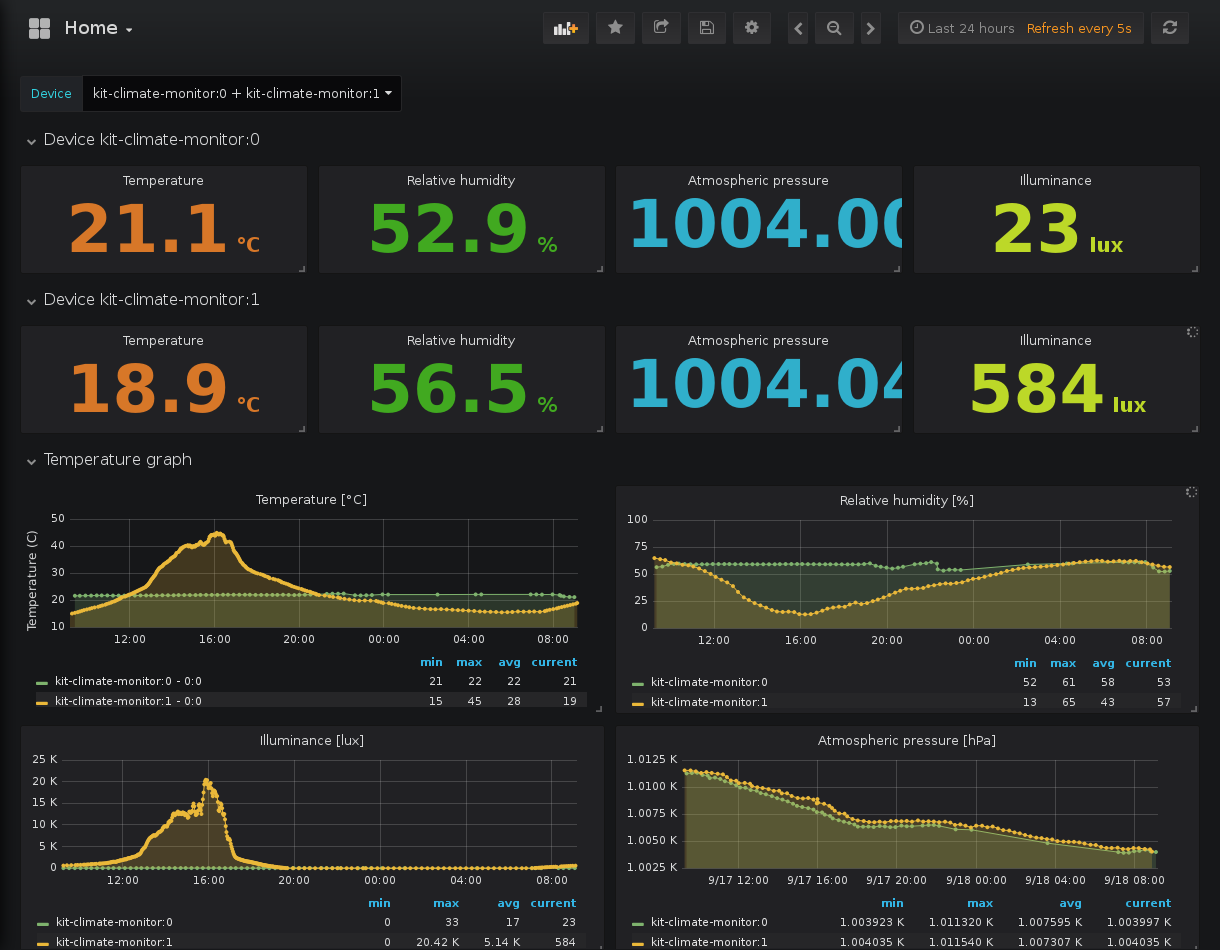 Home
Last 24 hours Refresh every 5s
Device kit-climate-monitor:0 + kit-climate-monitor:1
Device kit-climate-monitor:0
Temperature Relative humidity Atmospheric pressure Illuminance
21.1 °C 52.9 % 1004.00 23 lux
Device kit-climate-monitor:1
Temperature Relative humidity Atmospheric pressure Illuminance
18.9 °C 56.5 % 1004.04 584 lux
Temperature graph
Temperature [°C]
Temperature (C)
50
40
30
20
10
12:00 16:00 20:00 00:00 04:00 08:00
min max avg current
kit-climate-monitor:0 - 0:0 21 22 22 21
kit-climate-monitor:1 - 0:0 15 45 28 19
Relative humidity [%]
100
75
50
25
0
12:00 16:00 20:00 00:00 04:00 08:00
min max avg current
kit-climate-monitor:0 52 61 58 53
kit-climate-monitor:1 13 65 43 57
Illuminance [lux]
25 K
20 K
15 K
10 K
5 K
0
12:00 16:00 20:00 00:00 04:00 08:00
min max avg current
kit-climate-monitor:0 0 33 17 23
kit-climate-monitor:1 0 20.42 K 5.14 K 584
Atmospheric pressure [hPa]
1.0125 K
1.0100 K
1.0075 K
1.0050 K
1.0025 K
9/17 12:00 9/17 16:00 9/17 20:00 9/18 00:00 9/18 04:00 9/18 08:00
min max avg current
kit-climate-monitor:0 1.003923 K 1.011320 K 1.007595 K 1.003997 K
kit-climate-monitor:1 1.004035 K 1.011540 K 1.007307 K 1.004035 K